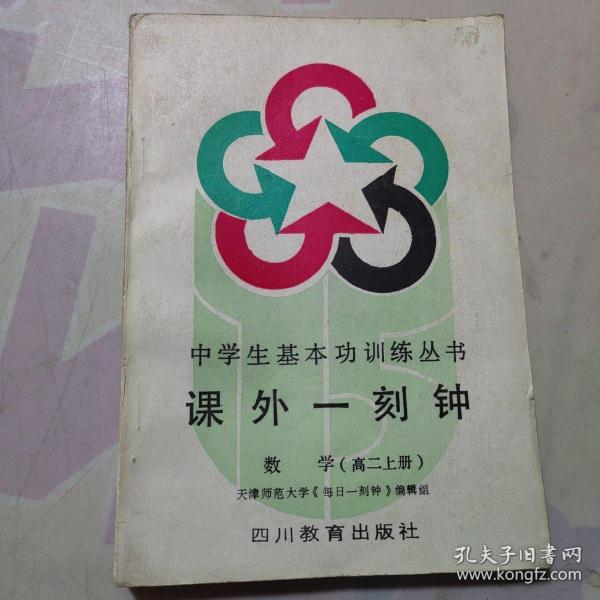 中学生基本功训练丛书
课外一刻钟
数 学(高二上册)
天津师范大学《每日一刻钟》编辑组
四川教育出版社
孔夫子旧书网
www.kongfz.com